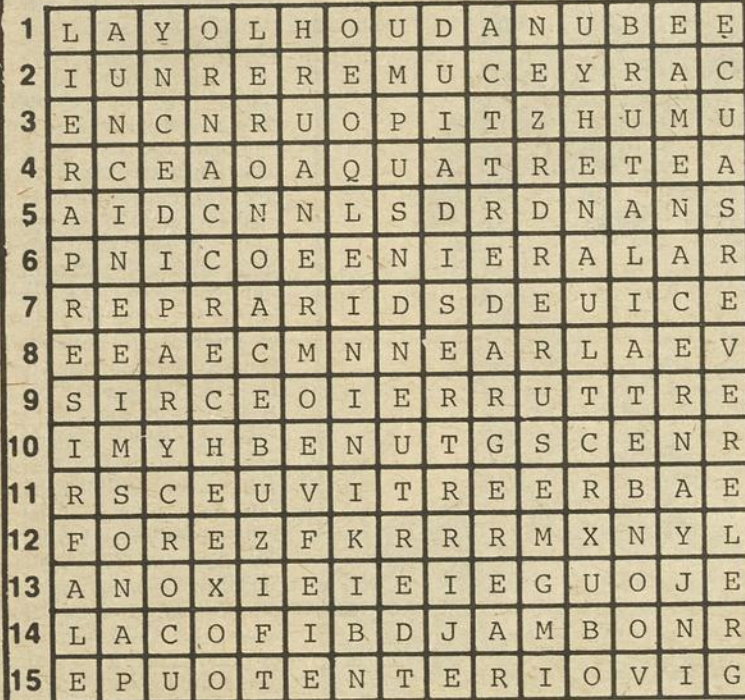 1 L A Y O L H O U D A N U B E E
2 I U N R E R E M U C E Y R A C
3 E N C N R U O P I T Z H U M U
4 R C E A O A Q U A T R E T E A
5 A I D C N N L S D R D N A N S
6 P N I C O E E N I E R A L A R
7 R E P R A R I D S D E U I C E
8 E E A E C M N N E A R L A E V
9 S I R C E O I E R R U T T R E
10 I M Y H B E N U T G S C E N R
11 R S C E U V I T R E E R B A E
12 F O R E Z F K R R R M X N Y L
13 A N O X I E I E I E G U O J E
14 L A C O F I B D J A M B O N R
15 E P U O T E N T E R I O V I G